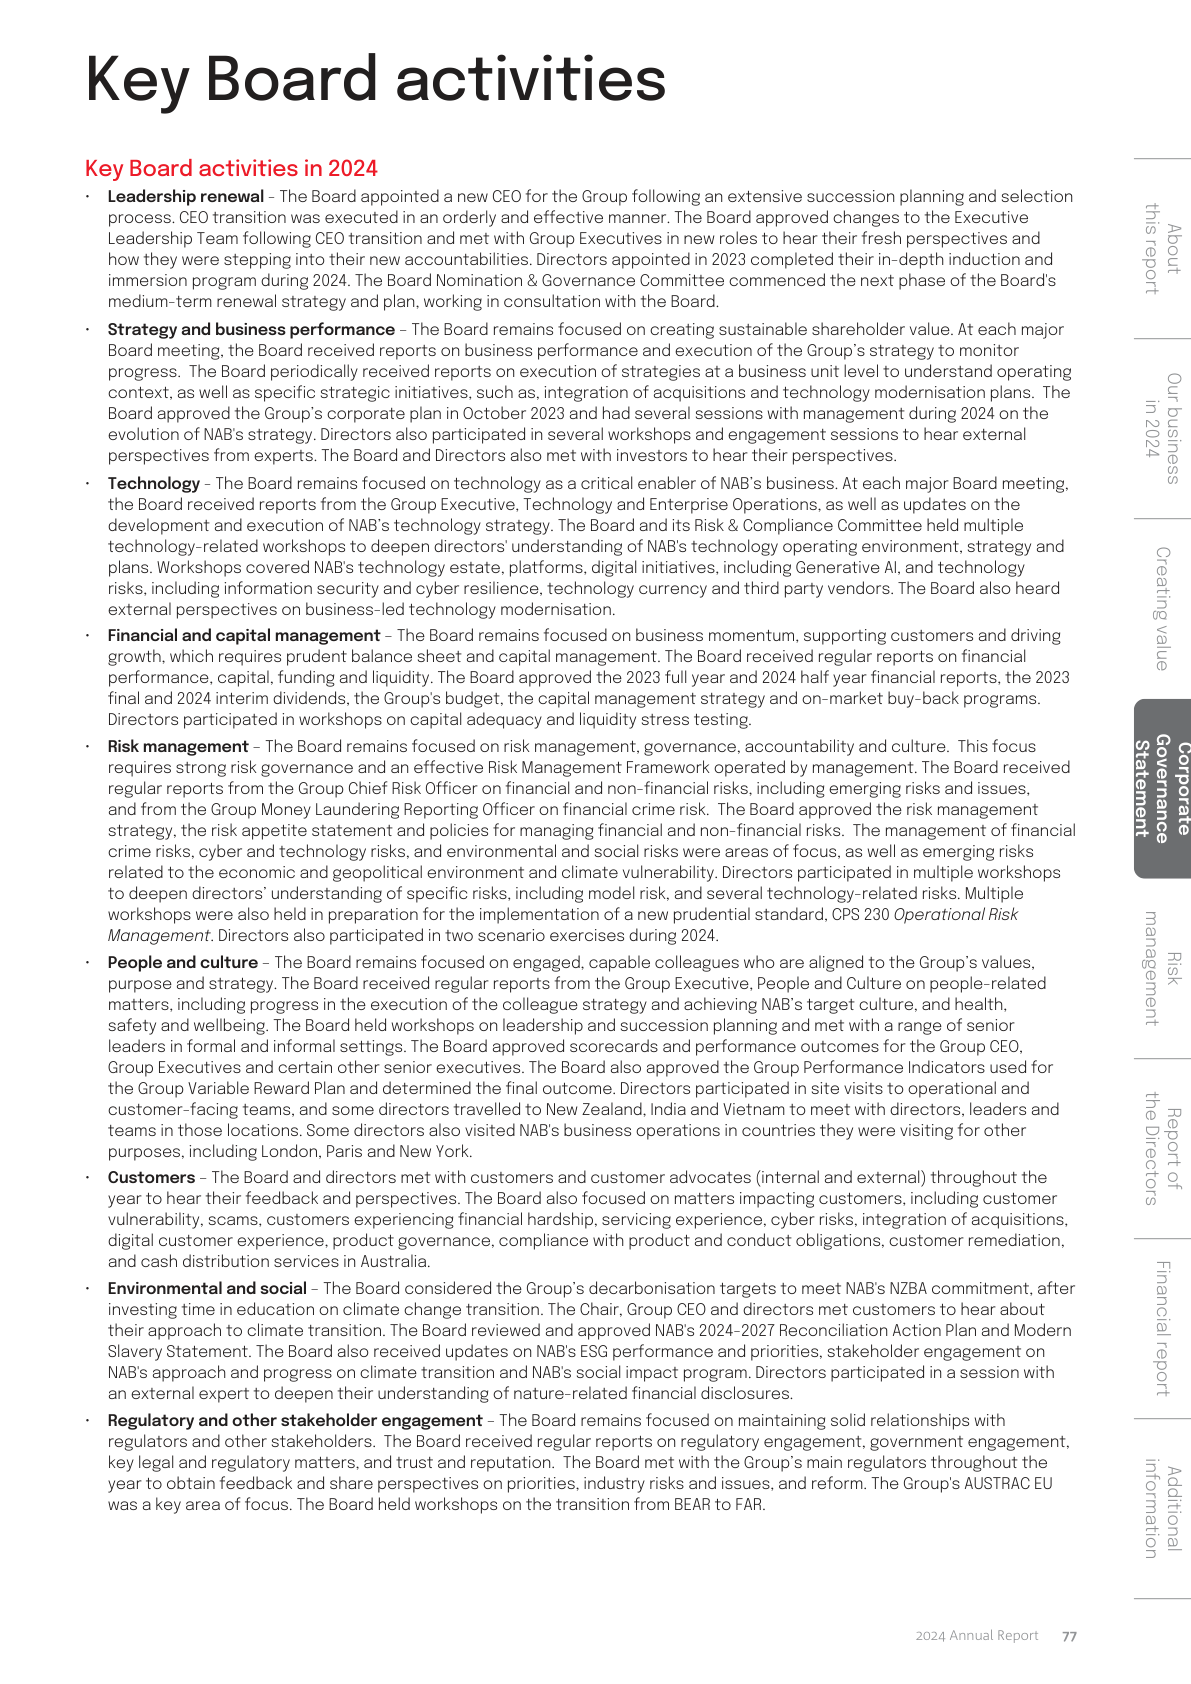 Key Board activities
Key Board activities in 2024
· Leadership renewal - The Board appointed a new CEO for the Group following an extensive succession planning and selection
process. CEO transition was executed in an orderly and effective manner. The Board approved changes to the Executive
Leadership Team following CEO transition and met with Group Executives in new roles to hear their fresh perspectives and
how they were stepping into their new accountabilities. Directors appointed in 2023 completed their in-depth induction and
immersion program during 2024. The Board Nomination & Governance Committee commenced the next phase of the Board's
medium-term renewal strategy and plan, working in consultation with the Board.
· Strategy and business performance – The Board remains focused on creating sustainable shareholder value. At each major
Board meeting, the Board received reports on business performance and execution of the Group’s strategy to monitor
progress. The Board periodically received reports on execution of strategies at a business unit level to understand operating
context, as well as specific strategic initiatives, such as, integration of acquisitions and technology modernisation plans. The
Board approved the Group’s corporate plan in October 2023 and had several sessions with management during 2024 on the
evolution of NAB's strategy. Directors also participated in several workshops and engagement sessions to hear external
perspectives from experts. The Board and Directors also met with investors to hear their perspectives.
· Technology - The Board remains focused on technology as a critical enabler of NAB’s business. At each major Board meeting,
the Board received reports from the Group Executive, Technology and Enterprise Operations, as well as updates on the
development and execution of NAB’s technology strategy. The Board and its Risk & Compliance Committee held multiple
technology-related workshops to deepen directors' understanding of NAB's technology operating environment, strategy and
plans. Workshops covered NAB's technology estate, platforms, digital initiatives, including Generative AI, and technology
risks, including information security and cyber resilience, technology currency and third party vendors. The Board also heard
external perspectives on business-led technology modernisation.
· Financial and capital management – The Board remains focused on business momentum, supporting customers and driving
growth, which requires prudent balance sheet and capital management. The Board received regular reports on financial
performance, capital, funding and liquidity. The Board approved the 2023 full year and 2024 half year financial reports, the 2023
final and 2024 interim dividends, the Group's budget, the capital management strategy and on-market buy-back programs.
Directors participated in workshops on capital adequacy and liquidity stress testing.
· Risk management – The Board remains focused on risk management, governance, accountability and culture. This focus
requires strong risk governance and an effective Risk Management Framework operated by management. The Board received
regular reports from the Group Chief Risk Officer on financial and non-financial risks, including emerging risks and issues,
and from the Group Money Laundering Reporting Officer on financial crime risk. The Board approved the risk management
strategy, the risk appetite statement and policies for managing financial and non-financial risks. The management of financial
crime risks, cyber and technology risks, and environmental and social risks were areas of focus, as well as emerging risks
related to the economic and geopolitical environment and climate vulnerability. Directors participated in multiple workshops
to deepen directors’ understanding of specific risks, including model risk, and several technology-related risks. Multiple
workshops were also held in preparation for the implementation of a new prudential standard, CPS 230 Operational Risk
Management. Directors also participated in two scenario exercises during 2024.
· People and culture – The Board remains focused on engaged, capable colleagues who are aligned to the Group’s values,
purpose and strategy. The Board received regular reports from the Group Executive, People and Culture on people-related
matters, including progress in the execution of the colleague strategy and achieving NAB’s target culture, and health,
safety and wellbeing. The Board held workshops on leadership and succession planning and met with a range of senior
leaders in formal and informal settings. The Board approved scorecards and performance outcomes for the Group CEO,
Group Executives and certain other senior executives. The Board also approved the Group Performance Indicators used for
the Group Variable Reward Plan and determined the final outcome. Directors participated in site visits to operational and
customer-facing teams, and some directors travelled to New Zealand, India and Vietnam to meet with directors, leaders and
teams in those locations. Some directors also visited NAB's business operations in countries they were visiting for other
purposes, including London, Paris and New York.
· Customers – The Board and directors met with customers and customer advocates (internal and external) throughout the
year to hear their feedback and perspectives. The Board also focused on matters impacting customers, including customer
vulnerability, scams, customers experiencing financial hardship, servicing experience, cyber risks, integration of acquisitions,
digital customer experience, product governance, compliance with product and conduct obligations, customer remediation,
and cash distribution services in Australia.
· Environmental and social – The Board considered the Group’s decarbonisation targets to meet NAB's NZBA commitment, after
investing time in education on climate change transition. The Chair, Group CEO and directors met customers to hear about
their approach to climate transition. The Board reviewed and approved NAB's 2024-2027 Reconciliation Action Plan and Modern
Slavery Statement. The Board also received updates on NAB's ESG performance and priorities, stakeholder engagement on
NAB's approach and progress on climate transition and NAB's social impact program. Directors participated in a session with
an external expert to deepen their understanding of nature-related financial disclosures.
· Regulatory and other stakeholder engagement – The Board remains focused on maintaining solid relationships with
regulators and other stakeholders. The Board received regular reports on regulatory engagement, government engagement,
key legal and regulatory matters, and trust and reputation. The Board met with the Group’s main regulators throughout the
year to obtain feedback and share perspectives on priorities, industry risks and issues, and reform. The Group's AUSTRAC EU
was a key area of focus. The Board held workshops on the transition from BEAR to FAR.
About
this report
Our business
in 2024
Creating value
Corporate
Governance
Statement
Risk
management
Report of
the Directors
Financial report
Additional
information
2024 Annual Report 77